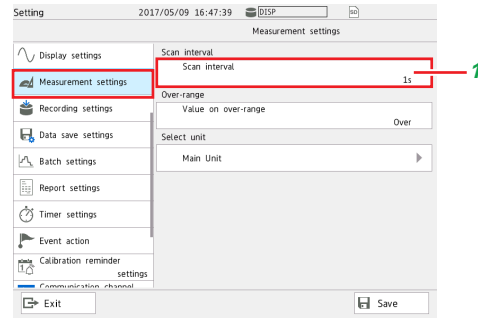 Setting
2017/05/09 16:47:39
DISP
SD
Measurement settings
Display settings
Measurement settings
Recording settings
Data save settings
Batch settings
Report settings
Timer settings
Event action
Calibration reminder
settings
Communication channel
Scan interval
Scan interval
1s
Over-range
Value on over-range
Over
Select unit
Main Unit
1
Exit
Save